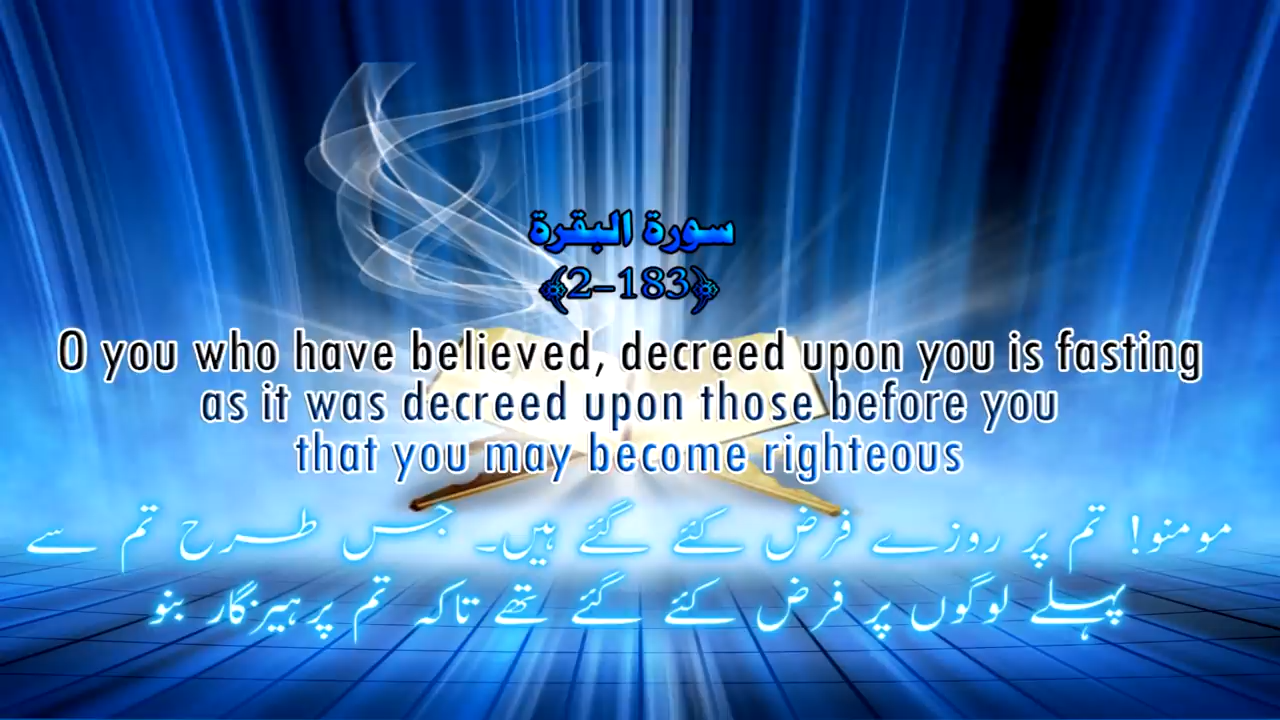 سورة البقرة
﴿2-183﴾
O you who have believed, decreed upon you is fasting
as it was decreed upon those before you
that you may become righteous
مومنو! تم پر روزے فرض کئے گئے ہیں۔ جس طرح تم سے
پہلے لوگوں پر فرض کئے گئے تھے تاکہ تم پرہیزگار بنو